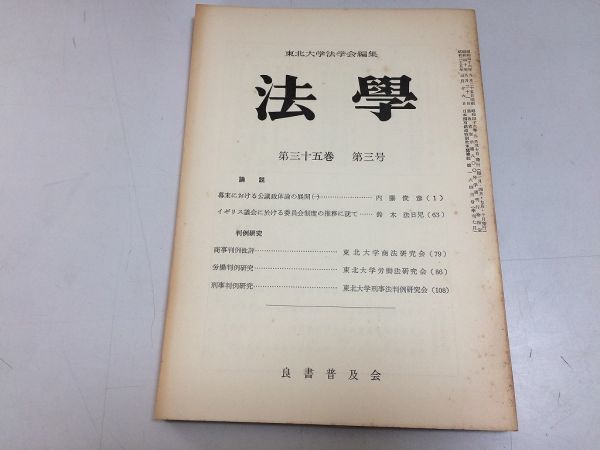 東北大学法学会編集
法學
第三十五巻 第三号
論説
幕末における公議政体論の展開(一)…………………内藤俊彦(1)
イギリス議会に於ける委員会制度の推移に就て……鈴木法日児(63)
判例研究
商事判例批評……………………東北大学商法研究会(79)
労働判例研究……………………東北大学労働法研究会(86)
刑事判例研究……………………東北大学刑事法判例研究会(108)
良書普及会